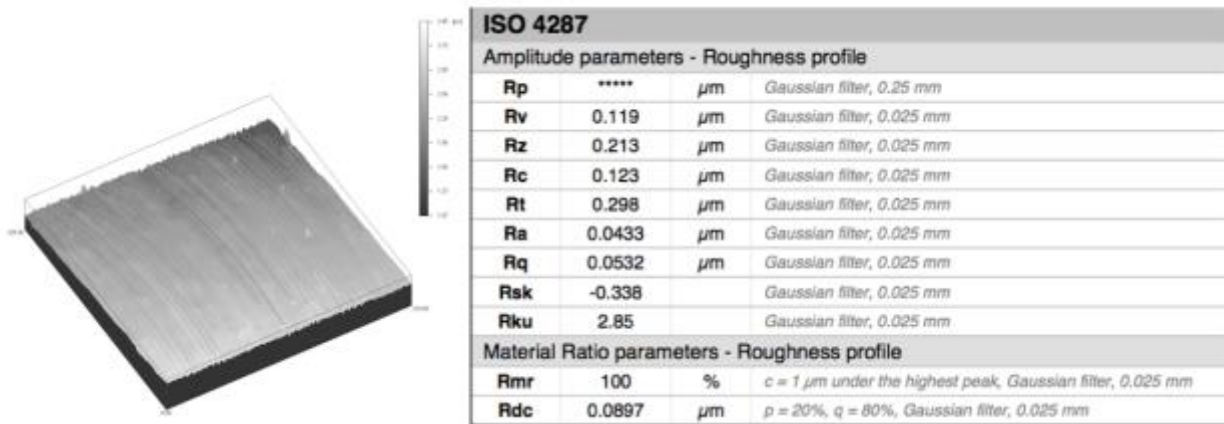 ISO 4287
Amplitude parameters - Roughness profile
Rp ***** µm Gaussian filter, 0.25 mm
Rv 0.119 µm Gaussian filter, 0.025 mm
Rz 0.213 µm Gaussian filter, 0.025 mm
Rc 0.123 µm Gaussian filter, 0.025 mm
Rt 0.298 µm Gaussian filter, 0.025 mm
Ra 0.0433 µm Gaussian filter, 0.025 mm
Rq 0.0532 µm Gaussian filter, 0.025 mm
Rsk -0.338 Gaussian filter, 0.025 mm
Rku 2.85 Gaussian filter, 0.025 mm
Material Ratio parameters - Roughness profile
Rmr 100 % c = 1 µm under the highest peak, Gaussian filter, 0.025 mm
Rdc 0.0897 µm p = 20%, q = 80%, Gaussian filter, 0.025 mm